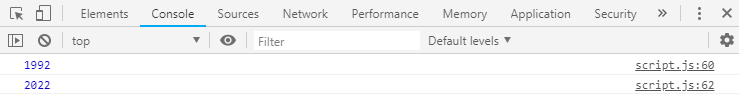 Elements Console Sources Network Performance Memory Application Security »
top Filter Default levels
1992 script.js:60
2022 script.js:62